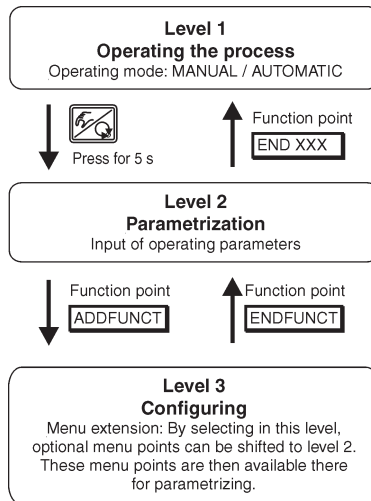 Level 1
Operating the process
Operating mode: MANUAL / AUTOMATIC
Press for 5 s
Function point
END XXX
Level 2
Parametrization
Input of operating parameters
Function point
ADDFUNCT
Function point
ENDFUNCT
Level 3
Configuring
Menu extension: By selecting in this level,
optional menu points can be shifted to level 2.
These menu points are then available there
for parametrizing.